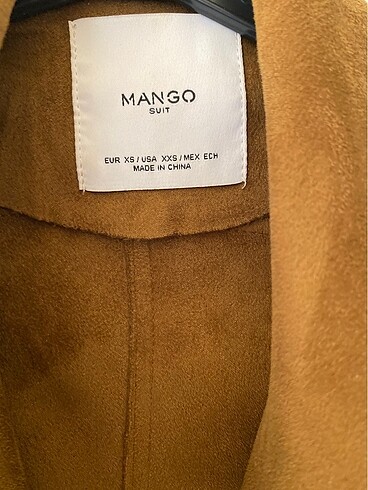 MANGO
SUIT
EUR XS / USA XXS / MEX ECH
MADE IN CHINA